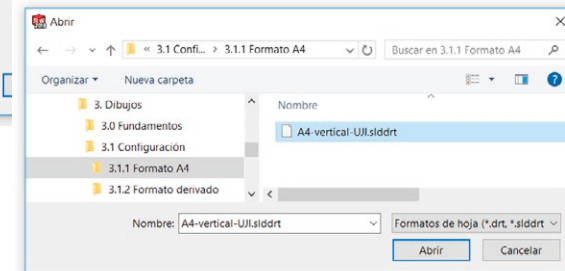 Abrir
« 3.1 Confi... > 3.1.1 Formato A4
Buscar en 3.1.1 Formato A4
Organizar
Nueva carpeta
3. Dibujos
3.0 Fundamentos
3.1 Configuración
3.1.1 Formato A4
3.1.2 Formato derivado
Nombre
A4-vertical-UJI.slddrt
Nombre: A4-vertical-UJI.slddrt
Formatos de hoja (*.drt, *.slddrt
Abrir
Cancelar